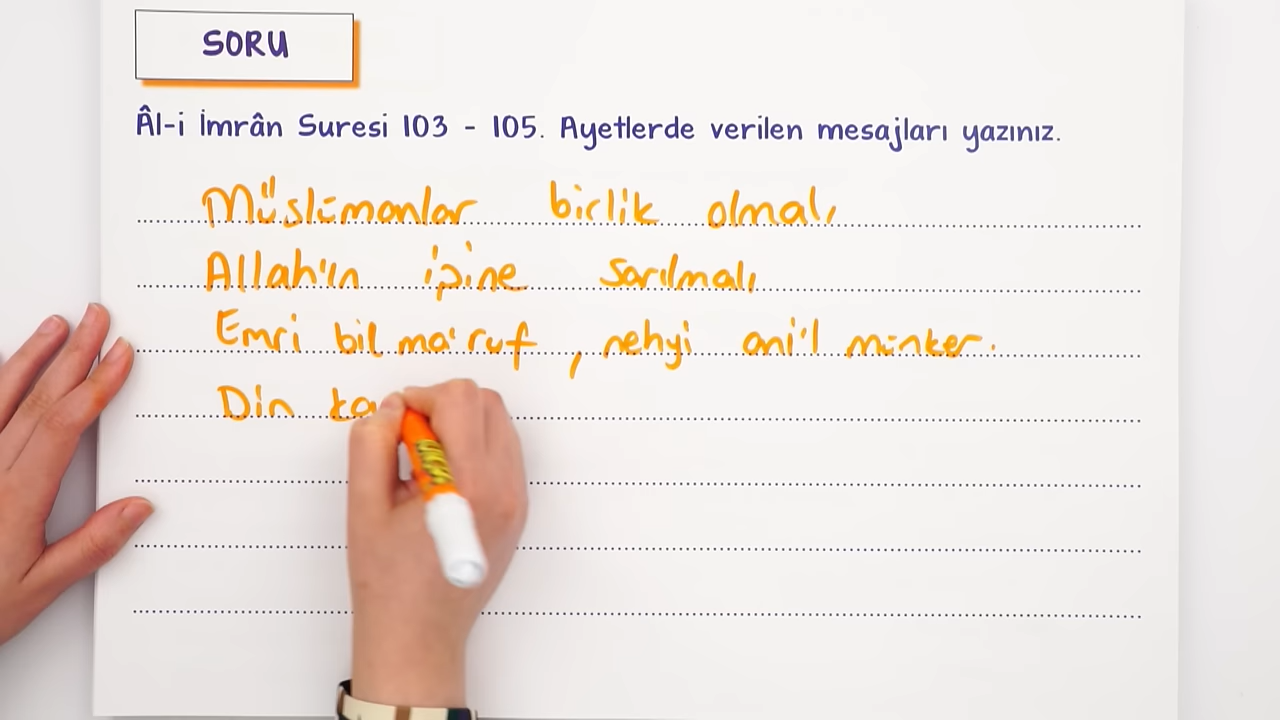 SORU
Âl-i İmrân Suresi 103 - 105. Ayetlerde verilen mesajları yazınız.
Müslümanlar birlik olmalı
Allah'ın ipine sarılmalı
Emri bil ma'ruf, nehyi ani'l münker.
Din ka